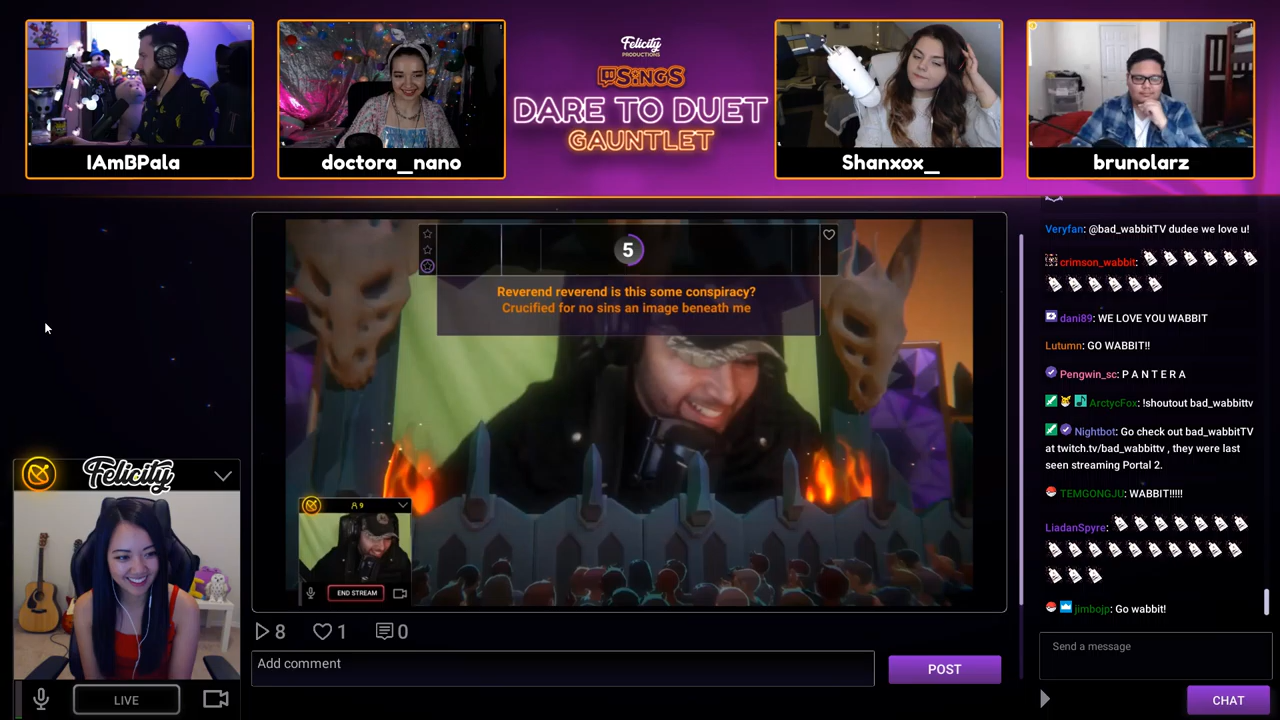 IAmBPala
doctora__nano
Felicity
PRODUCTIONS
SINGS
DARE TO DUET
GAUNTLET
Shanxox_
brunolarz
5
Reverend reverend is this some conspiracy?
Crucified for no sins an image beneath me
9
END STREAM
8
1
0
Add comment
POST
Felicity
LIVE
Veryfan: @bad_wabbitTV dudee we love u!
crimson_wabbit:
dani89: WE LOVE YOU WABBIT
Lutumn: GO WABBIT!!
Pengwin_sc: P A N T E R A
ArctycFox: !shoutout bad_wabbittv
Nightbot: Go check out bad_wabbitTV
at twitch.tv/bad_wabbittv , they were last
seen streaming Portal 2.
TEMGONGJU: WABBIT!!!!!
LiadanSpyre:
jimbojp: Go wabbit!
Send a message
CHAT